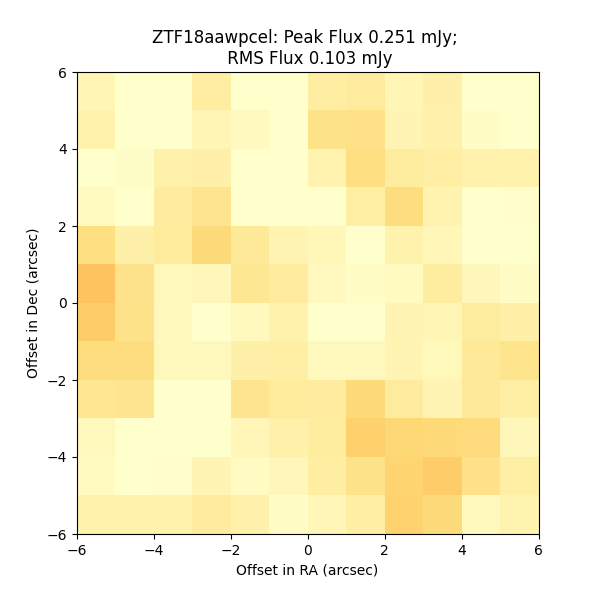 ZTF18aawpcel: Peak Flux 0.251 mJy;
RMS Flux 0.103 mJy
6
4
2
0
−2
−4
−6
Offset in Dec (arcsec)
−6 −4 −2 0 2 4 6
Offset in RA (arcsec)